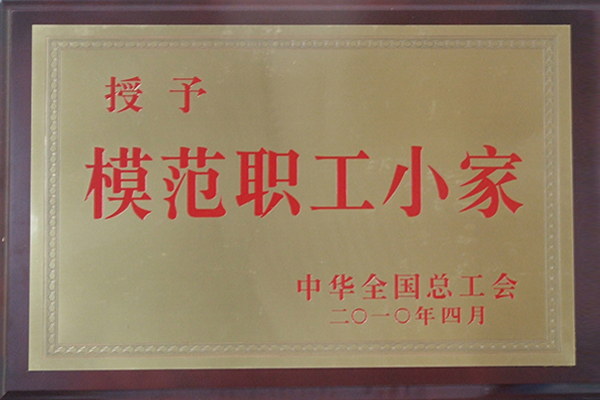 授予
模范职工小家
中华全国总工会
二〇一〇年四月